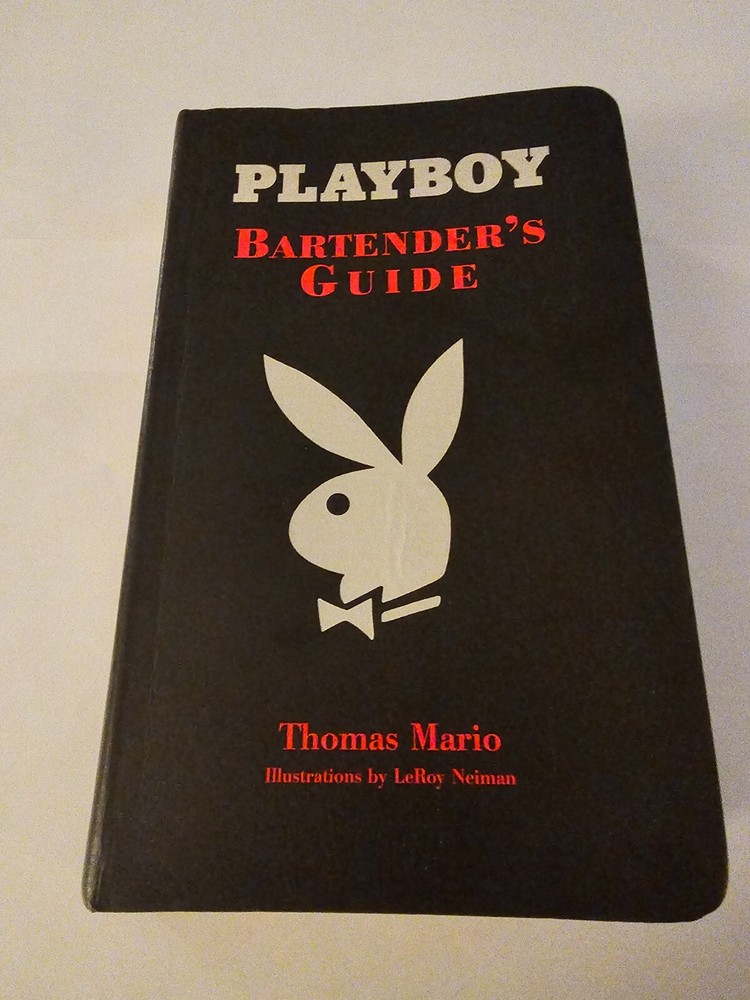 PLAYBOY
BARTENDER'S
GUIDE
Thomas Mario
Illustrations by LeRoy Neiman